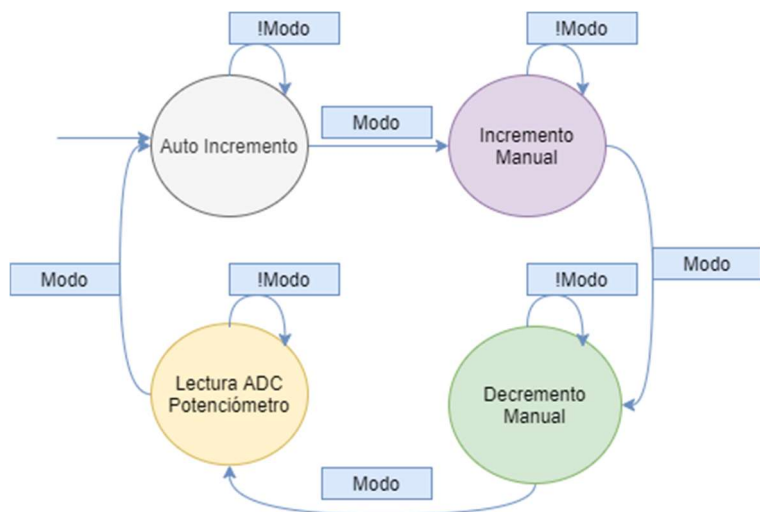 !Modo
!Modo
Auto Incremento
Modo
Incremento
Manual
Modo
Modo
!Modo
!Modo
Lectura ADC
Potenciómetro
Decremento
Manual
Modo